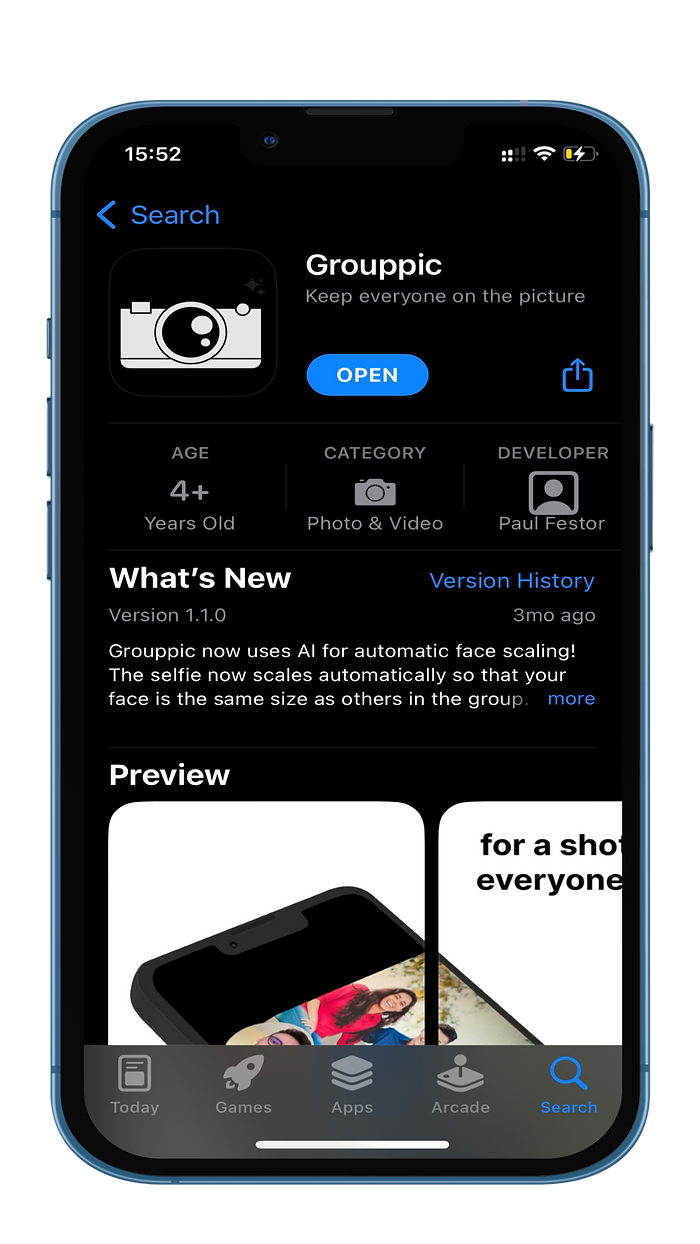 15:52
Search
Grouppic
Keep everyone on the picture
OPEN
AGE
CATEGORY
DEVELOPER
4+
Years Old
Photo & Video
Paul Festor
What’s New
Version History
Version 1.1.0
3mo ago
Grouppic now uses AI for automatic face scaling!
The selfie now scales automatically so that your
face is the same size as others in the group.
more
Preview
for a shot
everyone
Today
Games
Apps
Arcade
Search